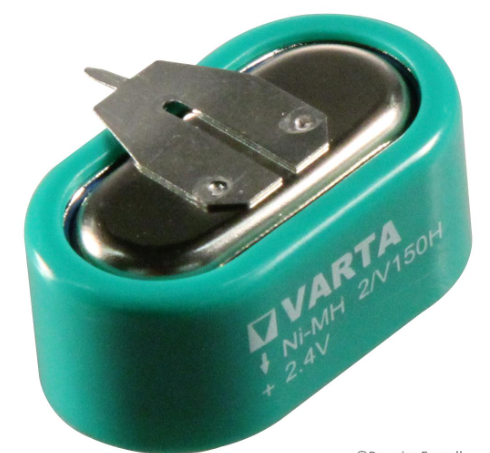 VARTA
Ni-MH 2/V150H
+ 2.4V